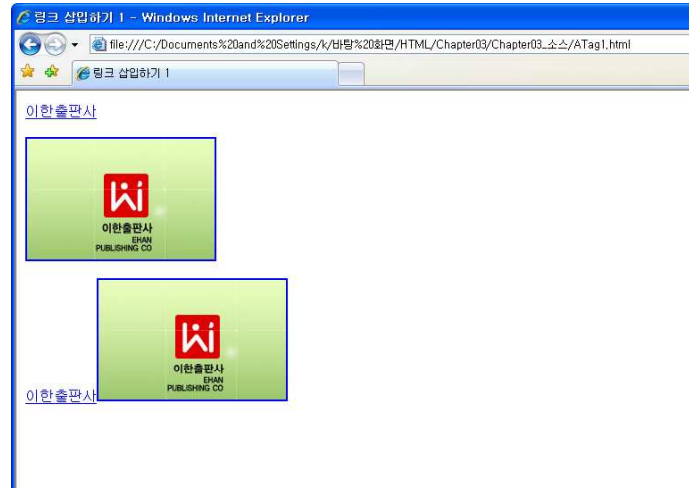 링크 삽입하기 1 - Windows Internet Explorer
file:///C:/Documents%20and%20Settings/k/바탕%20화면/HTML/Chapter03/Chapter03_소스/ATag1.html
링크 삽입하기 1
이한출판사
이한출판사
EHAN
PUBLISHING CO
이한출판사
이한출판사
EHAN
PUBLISHING CO